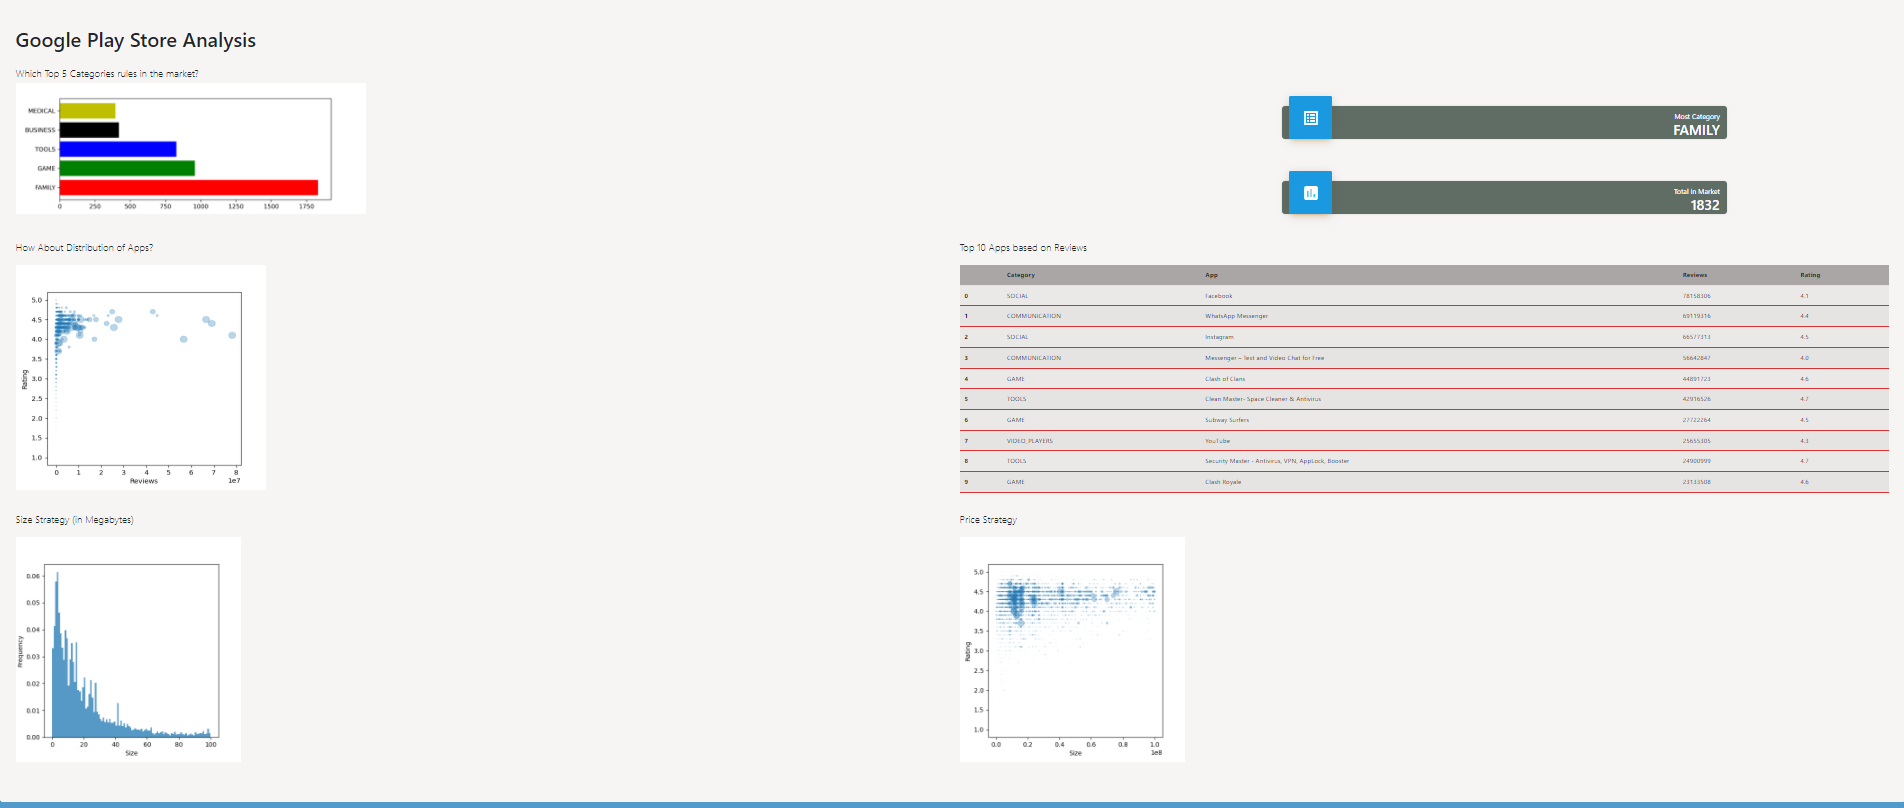 Google Play Store Analysis
Which Top 5 Categories rules in the market?
MEDICAL
BUSINESS
TOOLS
GAME
FAMILY
0 250 500 750 1000 1250 1500 1750
Most Category
FAMILY
Total in Market
1832
How About Distribution of Apps?
5.0
4.5
4.0
3.5
3.0
2.5
2.0
1.5
1.0
Rating
0 1 2 3 4 5 6 7 8
Reviews
1e7
Top 10 Apps based on Reviews
Category App Reviews Rating
0 SOCIAL Facebook 78158306 4.1
1 COMMUNICATION WhatsApp Messenger 69119316 4.4
2 SOCIAL Instagram 66577313 4.5
3 COMMUNICATION Messenger – Text and Video Chat for Free 56642847 4.0
4 GAME Clash of Clans 44891723 4.6
5 TOOLS Clean Master- Space Cleaner & Antivirus 42916526 4.7
6 GAME Subway Surfers 27722264 4.5
7 VIDEO_PLAYERS YouTube 25655305 4.3
8 TOOLS Security Master - Antivirus, VPN, AppLock, Booster 24900999 4.7
9 GAME Clash Royale 23133508 4.6
Size Strategy (in Megabytes)
0.06
0.05
0.04
0.03
0.02
0.01
0.00
Frequency
0 20 40 60 80 100
Size
Price Strategy
5.0
4.5
4.0
3.5
3.0
2.5
2.0
1.5
1.0
Rating
0.0 0.2 0.4 0.6 0.8 1.0
Size
1e8